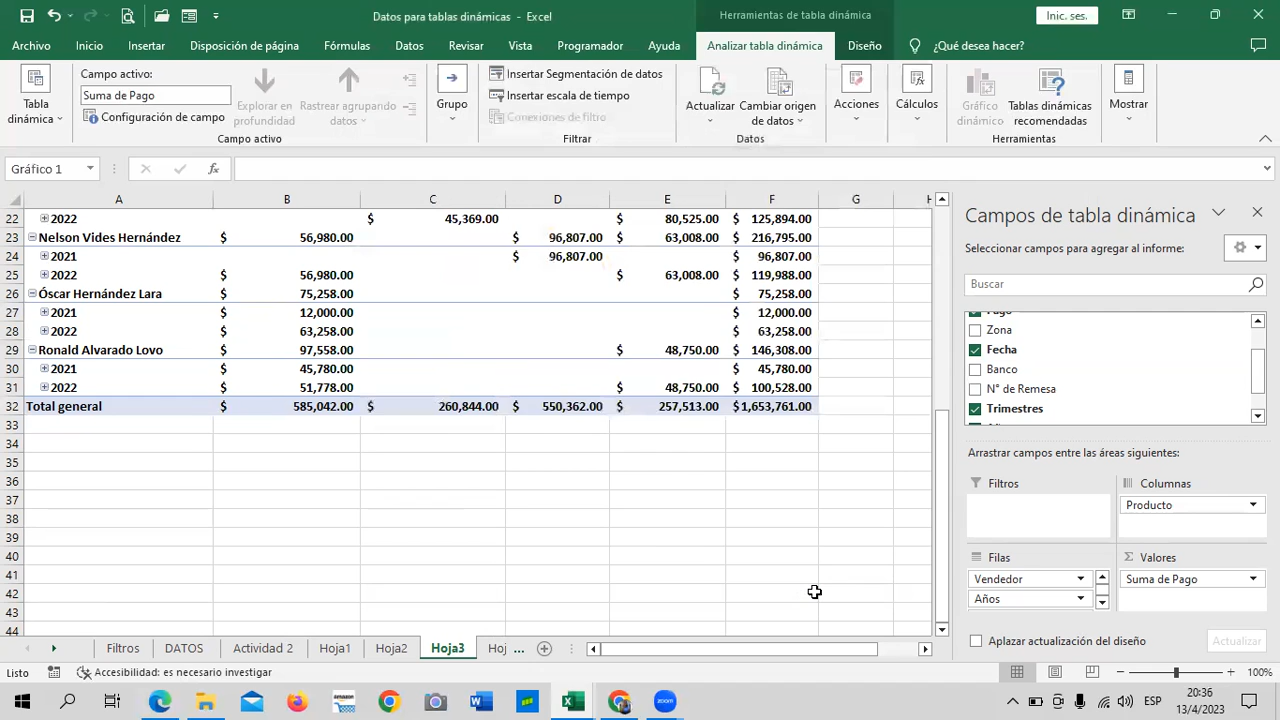 Datos para tablas dinámicas - Excel
Herramientas de tabla dinámica
Inic. ses.
Archivo Inicio Insertar Disposición de página Fórmulas Datos Revisar Vista Programador Ayuda Analizar tabla dinámica Diseño ¿Qué desea hacer?
Tabla dinámica
Campo activo:
Suma de Pago
Configuración de campo
Explorar en profundidad
Rastrear agrupando datos
Campo activo
Grupo
Insertar Segmentación de datos
Insertar escala de tiempo
Conexiones de filtro
Filtrar
Actualizar
Cambiar origen de datos
Datos
Acciones
Cálculos
Gráfico dinámico
Tablas dinámicas recomendadas
Herramientas
Mostrar
Gráfico 1
fx
A B C D E F G H
22 2022 $ 45,369.00 $ 80,525.00 $ 125,894.00
23 Nelson Vides Hernández $ 56,980.00 $ 96,807.00 $ 63,008.00 $ 216,795.00
24 2021 $ 96,807.00 $ 96,807.00
25 2022 $ 56,980.00 $ 63,008.00 $ 119,988.00
26 Óscar Hernández Lara $ 75,258.00 $ 75,258.00
27 2021 $ 12,000.00 $ 12,000.00
28 2022 $ 63,258.00 $ 63,258.00
29 Ronald Alvarado Lovo $ 97,558.00 $ 48,750.00 $ 146,308.00
30 2021 $ 45,780.00 $ 45,780.00
31 2022 $ 51,778.00 $ 48,750.00 $ 100,528.00
32 Total general $ 585,042.00 $ 260,844.00 $ 550,362.00 $ 257,513.00 $1,653,761.00
33
34
35
36
37
38
39
40
41
42
43
44
Campos de tabla dinámica
Seleccionar campos para agregar al informe:
Buscar
Pago
Zona
Fecha
Banco
N° de Remesa
Trimestres
Arrastrar campos entre las áreas siguientes:
Filtros
Columnas
Producto
Filas
Vendedor
Años
Σ Valores
Suma de Pago
Aplazar actualización del diseño
Actualizar
Filtros DATOS Actividad 2 Hoja1 Hoja2 Hoja3 Hoj ...
Listo
Accesibilidad: es necesario investigar
100%
amazon
zoom
ESP
20:36
13/4/2023